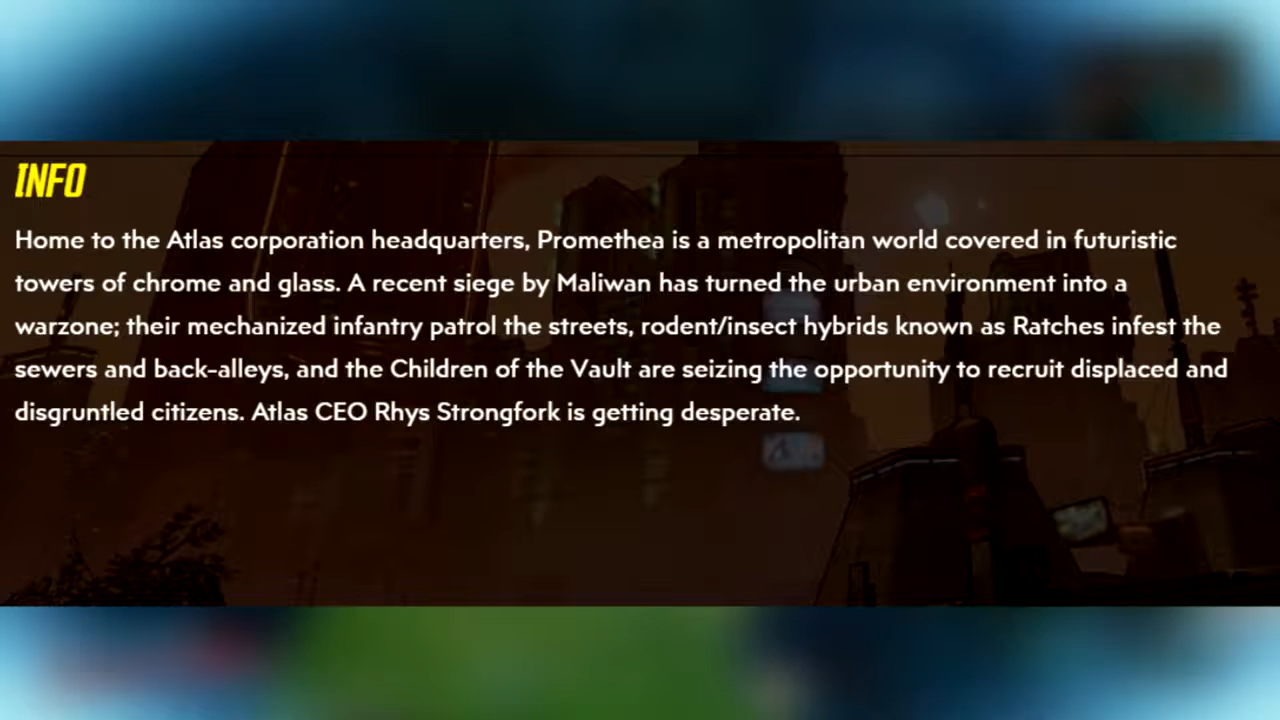 INFO
Home to the Atlas corporation headquarters, Promethea is a metropolitan world covered in futuristic
towers of chrome and glass. A recent siege by Maliwan has turned the urban environment into a
warzone; their mechanized infantry patrol the streets, rodent/insect hybrids known as Ratches infest the
sewers and back-alleys, and the Children of the Vault are seizing the opportunity to recruit displaced and
disgruntled citizens. Atlas CEO Rhys Strongfork is getting desperate.